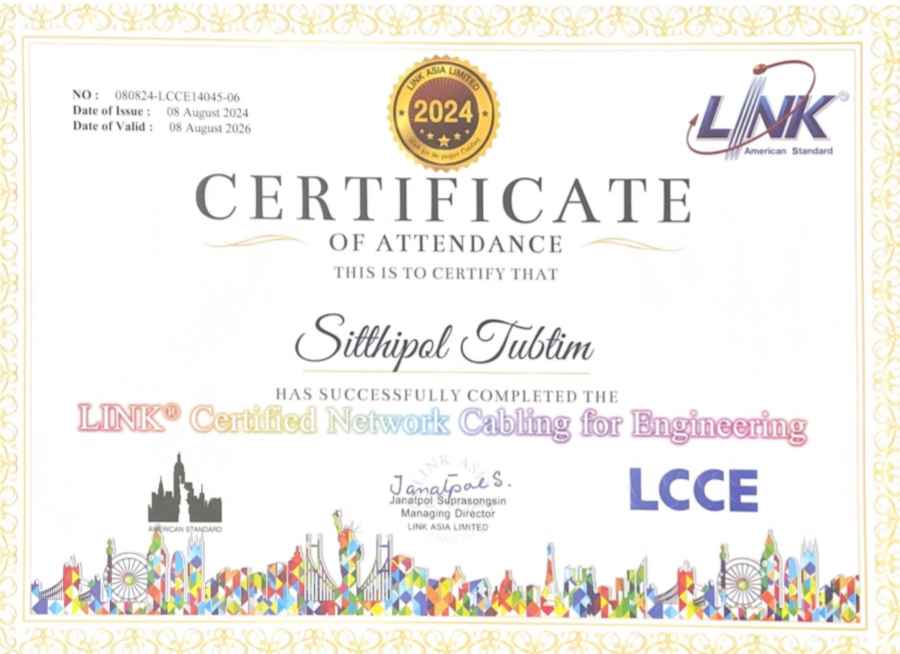 NO : 080824-LCCE14045-06
Date of Issue : 08 August 2024
Date of Valid : 08 August 2026
LINK ASIA LIMITED
2024
LINK
American Standard
CERTIFICATE
OF ATTENDANCE
THIS IS TO CERTIFY THAT
Sitthipol Tubtim
HAS SUCCESSFULLY COMPLETED THE
LINK® Certified Network Cabling for Engineering
AMERICAN STANDARD
Janatpol S.
Janatpol Suprasongsin
Managing Director
LINK ASIA LIMITED
LCCE